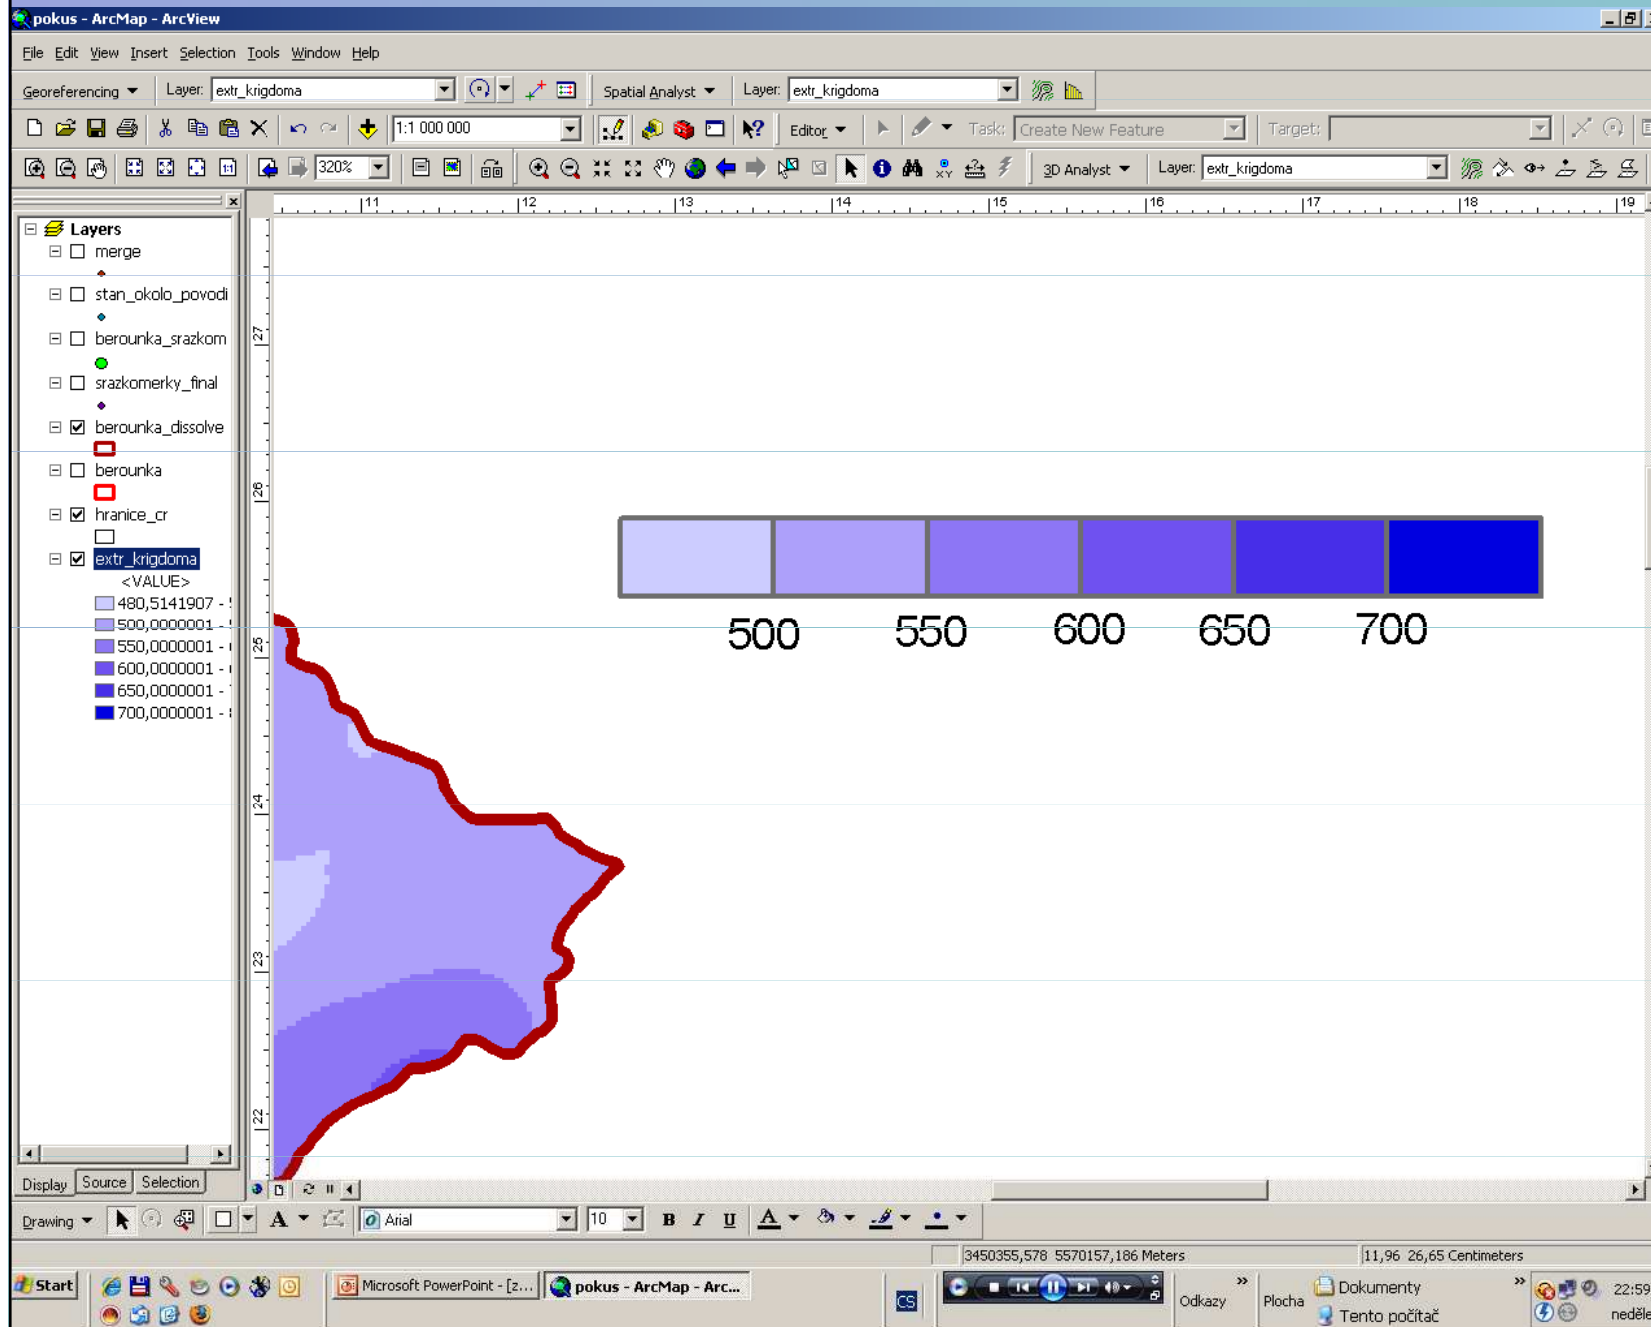 pokus - ArcMap - ArcView
File Edit View Insert Selection Tools Window Help
Georeferencing Layer: extr_krigdoma Spatial Analyst Layer: extr_krigdoma
1:1 000 000 Editor Task: Create New Feature Target:
320% 3D Analyst Layer: extr_krigdoma
11 12 13 14 15 16 17 18 19
Layers
merge
stan_okolo_povodi
berounka_srazkom
srazkomerky_final
berounka_dissolve
berounka
hranice_cr
extr_krigdoma
<VALUE>
480,5141907 -
500,0000001 -
550,0000001 -
600,0000001 -
650,0000001 -
700,0000001 -
27
26
25
24
23
22
500 550 600 650 700
Display Source Selection
Drawing A Arial 10 B I U A
3450355,578 5570157,186 Meters 11,96 26,65 Centimeters
Start Microsoft PowerPoint - [z... pokus - ArcMap - Arc... CS Odkazy Plocha Dokumenty 22:59
Tento počítač neděle